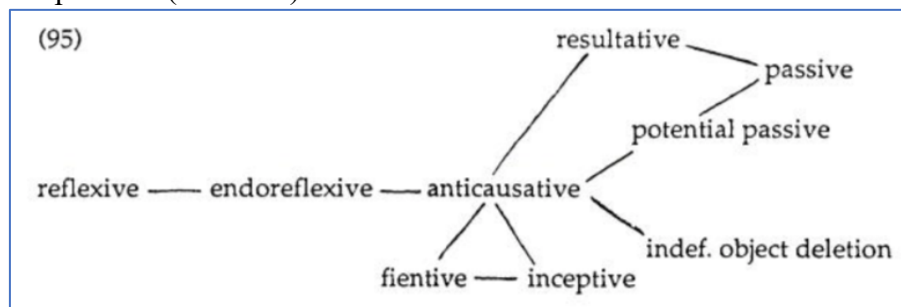 (95)
resultative
passive
potential passive
reflexive endoreflexive anticausative
indef. object deletion
fientive inceptive